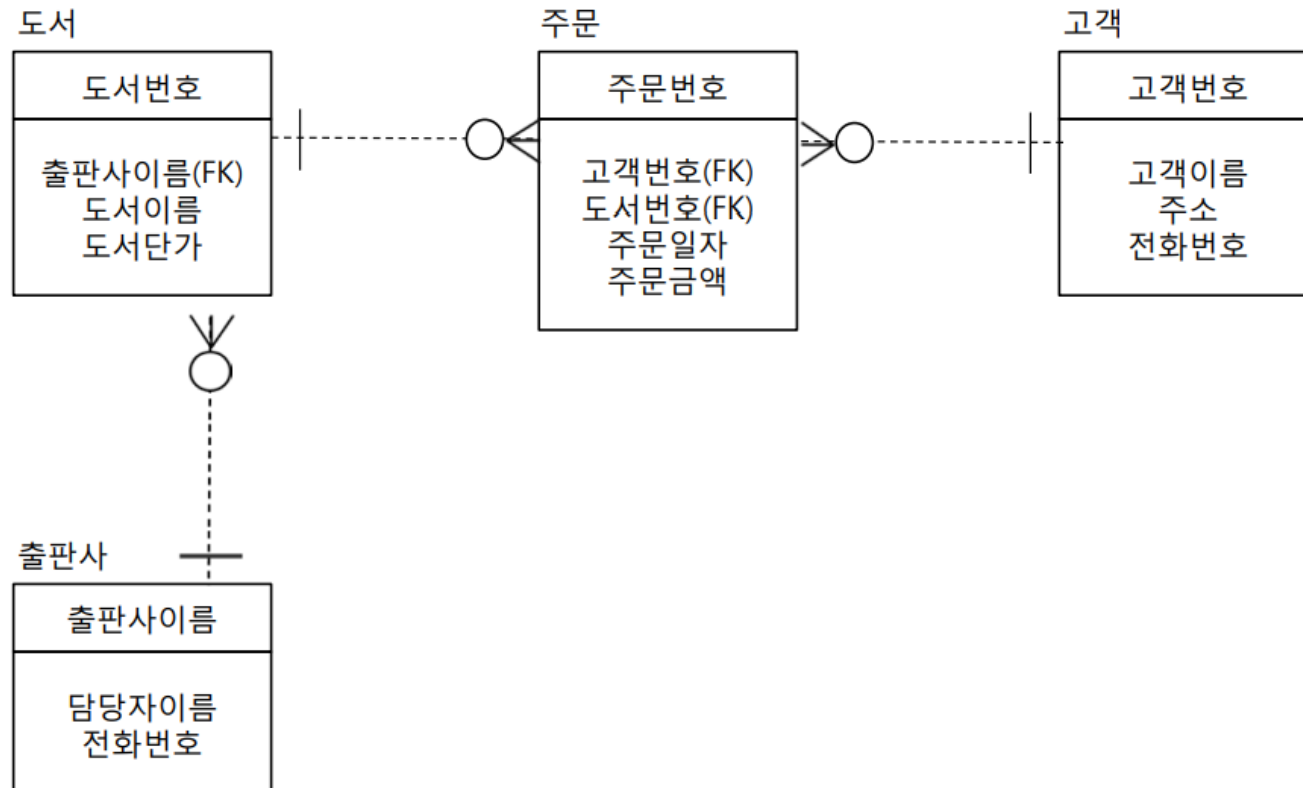 도서
도서번호
출판사이름(FK)
도서이름
도서단가
주문
주문번호
고객번호(FK)
도서번호(FK)
주문일자
주문금액
고객
고객번호
고객이름
주소
전화번호
출판사
출판사이름
담당자이름
전화번호